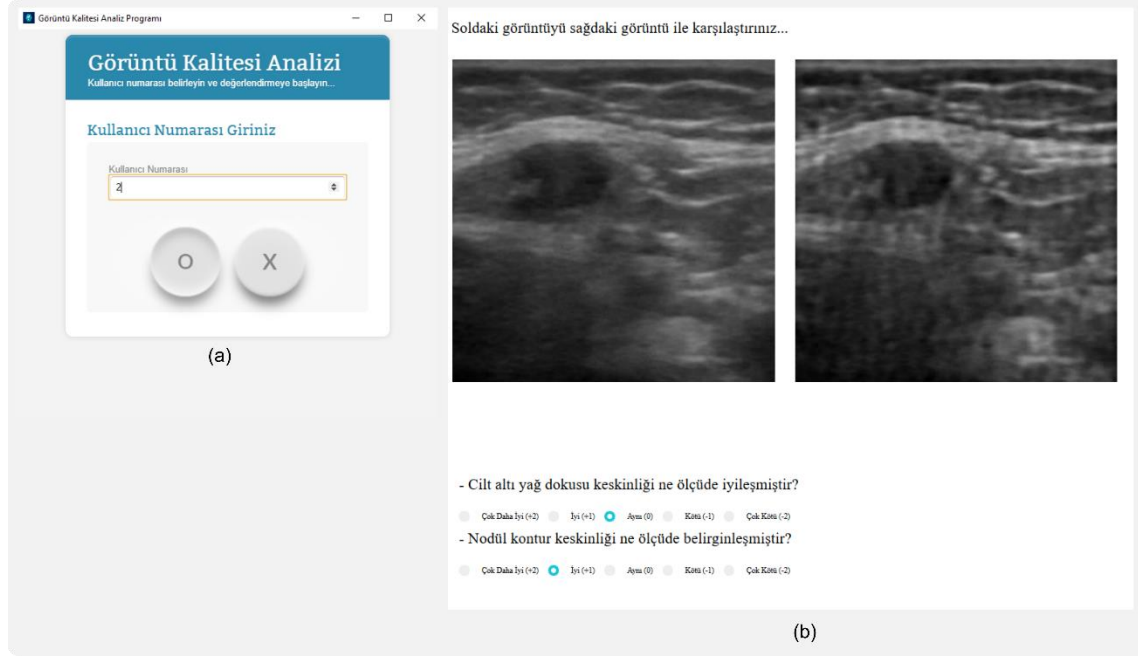 Görüntü Kalitesi Analiz Programı
Görüntü Kalitesi Analizi
Kullanıcı numarası belirleyin ve değerlendirmeye başlayın...
Kullanıcı Numarası Giriniz
Kullanıcı Numarası
2
O X
(a)
Soldaki görüntüyü sağdaki görüntü ile karşılaştırınız...
- Cilt altı yağ dokusu keskinliği ne ölçüde iyileşmiştir?
Çok Daha İyi (+2) İyi (+1) Aynı (0) Kötü (-1) Çok Kötü (-2)
- Nodül kontur keskinliği ne ölçüde belirginleşmiştir?
Çok Daha İyi (+2) İyi (+1) Aynı (0) Kötü (-1) Çok Kötü (-2)
(b)